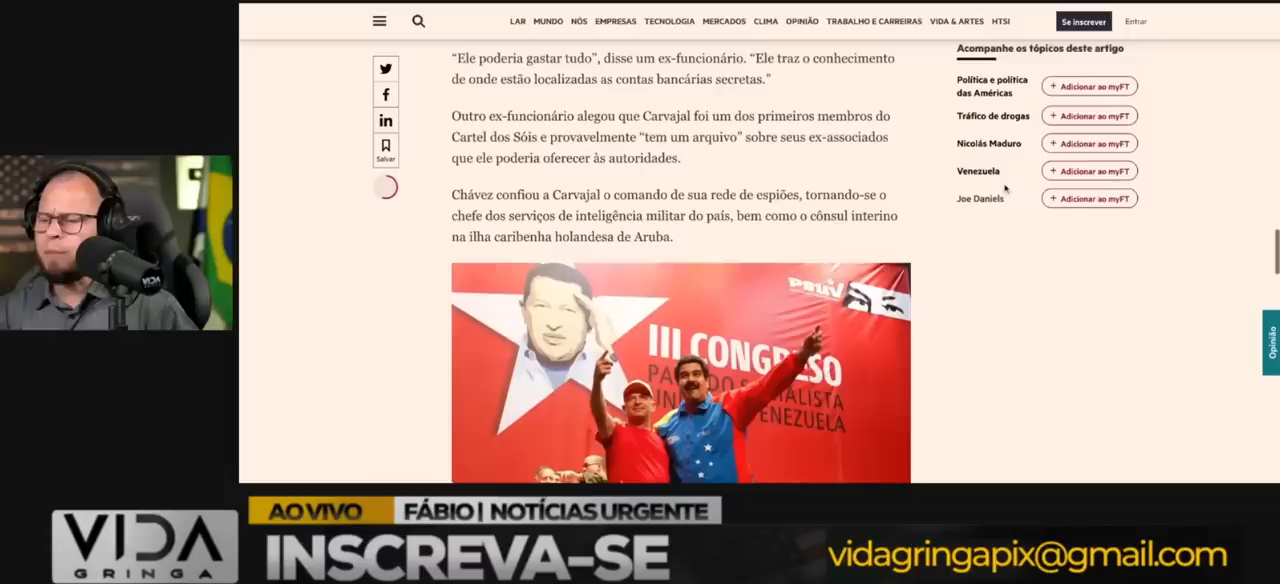 LAR MUNDO NÓS EMPRESAS TECNOLOGIA MERCADOS CLIMA OPINIÃO TRABALHO E CARREIRAS VIDA & ARTES HTSI
Se inscrever
Entrar
“Ele poderia gastar tudo”, disse um ex-funcionário. “Ele traz o conhecimento
de onde estão localizadas as contas bancárias secretas.”
Outro ex-funcionário alegou que Carvajal foi um dos primeiros membros do
Cartel dos Sóis e provavelmente “tem um arquivo” sobre seus ex-associados
que ele poderia oferecer às autoridades.
Chávez confiou a Carvajal o comando de sua rede de espiões, tornando-se o
chefe dos serviços de inteligência militar do país, bem como o cônsul interino
na ilha caribenha holandesa de Aruba.
Salvar
Acompanhe os tópicos deste artigo
Política e política
das Américas
+ Adicionar ao myFT
Tráfico de drogas
+ Adicionar ao myFT
Nicolás Maduro
+ Adicionar ao myFT
Venezuela
+ Adicionar ao myFT
Joe Daniels
+ Adicionar ao myFT
Opinião
III CONGRESO
VIDA
VIDA
GRINGA
AO VIVO
FÁBIO | NOTÍCIAS URGENTE
INSCREVA-SE
vidagringapix@gmail.com